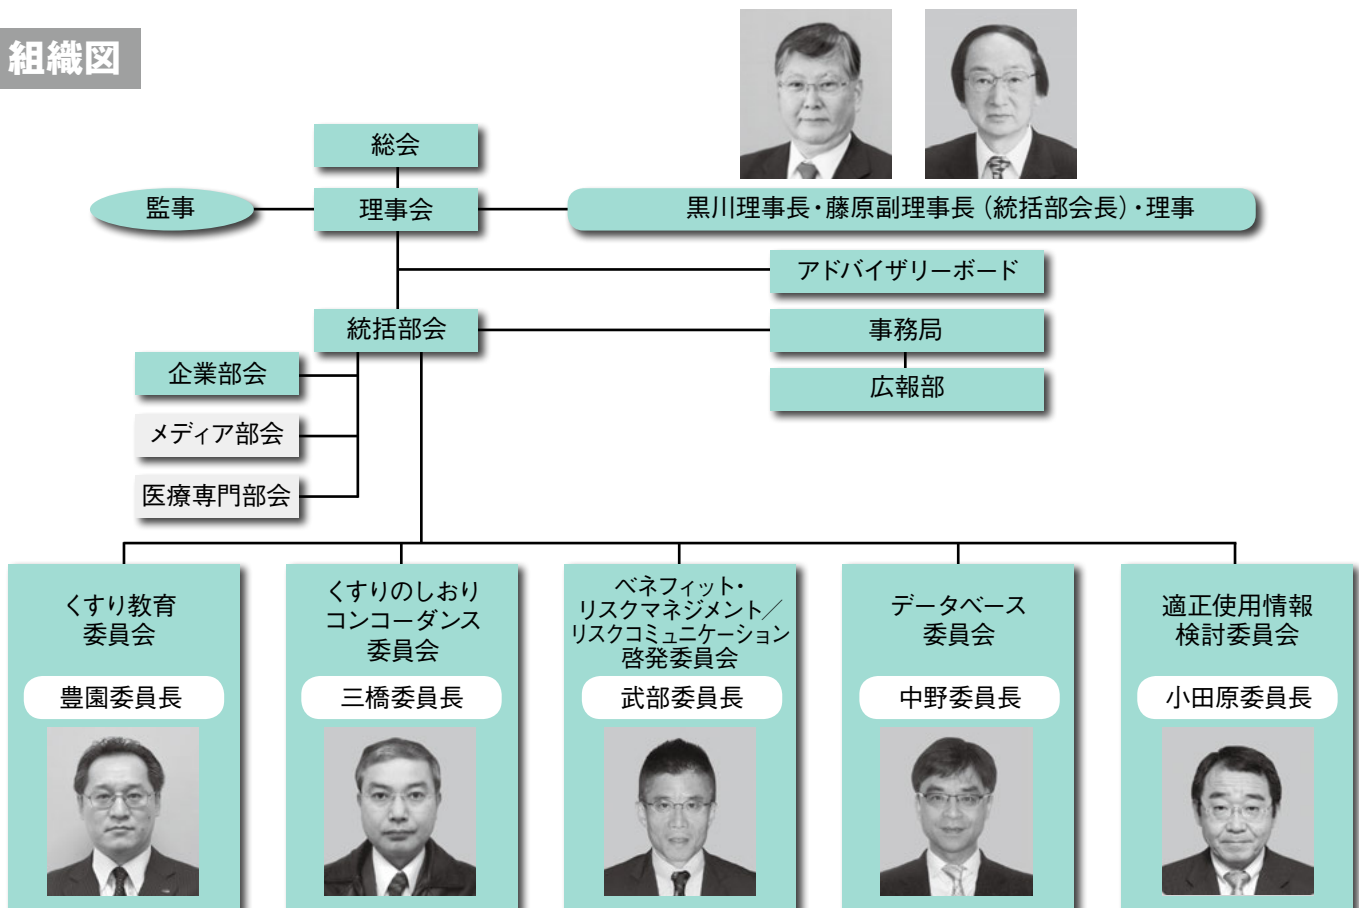 組織図
総会
監事
理事会
黒川理事長・藤原副理事長（統括部会長）・理事
アドバイザリーボード
統括部会
事務局
企業部会
広報部
メディア部会
医療専門部会
くすり教育
委員会
豊園委員長
くすりのしおり
コンコーダンス
委員会
三橋委員長
ベネフィット・
リスクマネジメント／
リスクコミュニケーション
啓発委員会
武部委員長
データベース
委員会
中野委員長
適正使用情報
検討委員会
小田原委員長